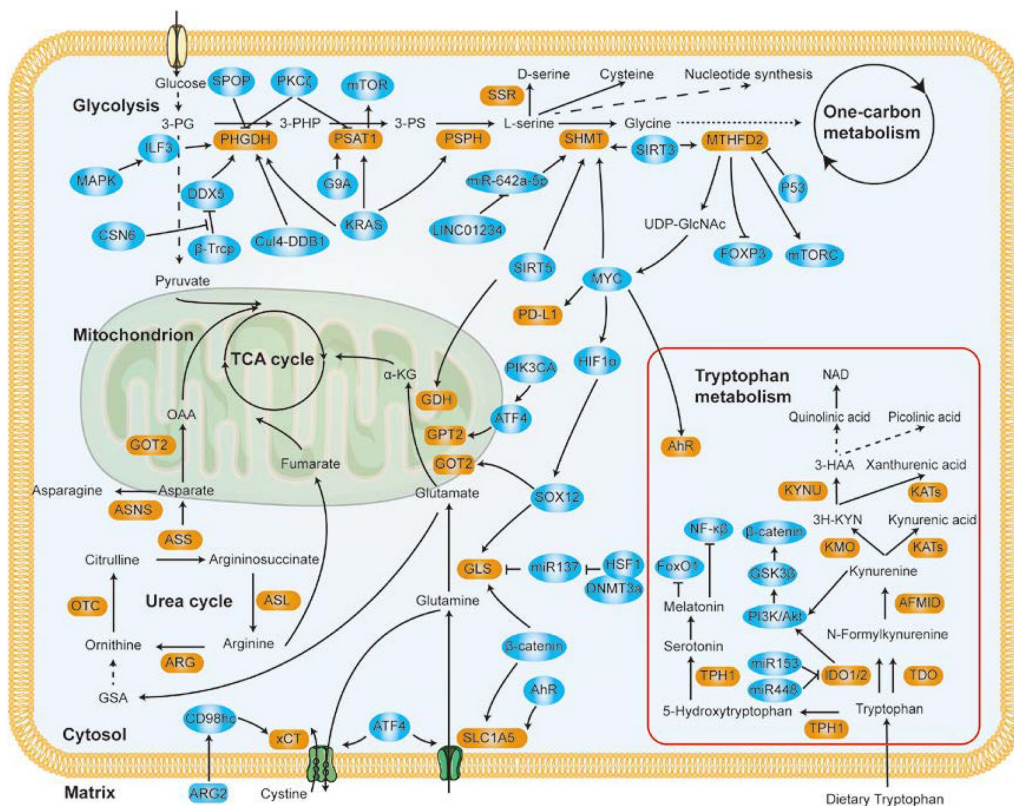 Glucose
SPOP
PKCζ
mTOR
Glycolysis
3-PG
3-PHP
3-PS
PHGDH
PSAT1
PSPH
D-serine
SSR
Cysteine
Nucleotide synthesis
L-serine
Glycine
SHMT
SIRT3
MTHFD2
One-carbon
metabolism
ILF3
MAPK
DDX5
G9A
KRAS
CSN6
β-Trcp
Cul4-DDB1
miR-642a-5p
LINC01234
P53
UDP-GlcNAc
FOXP3
mTORC
SIRT5
MYC
PD-L1
HIF1α
Pyruvate
Mitochondrion
TCA cycle
α-KG
PIK3CA
GDH
ATF4
GPT2
OAA
GOT2
GOT2
Fumarate
Glutamate
SOX12
AhR
Asparagine
Asparate
ASNS
ASS
Citrulline
Argininosuccinate
OTC
Urea cycle
ASL
Ornithine
Arginine
ARG
GSA
GLS
miR137
HSF1
DNMT3a
Glutamine
β-catenin
AhR
SLC1A5
CD98hc
xCT
ATF4
Cytosol
Matrix
ARG2
Cystine
Tryptophan
metabolism
NAD
Quinolinic acid
Picolinic acid
3-HAA
Xanthurenic acid
KYNU
KATs
3H-KYN
Kynurenic acid
KMO
KATs
NF-κβ
β-catenin
FoxO1
GSK3β
Kynurenine
Melatonin
PI3K/Akt
AFMID
Serotonin
N-Formylkynurenine
TPH1
miR153
miR448
IDO1/2
TDO
5-Hydroxytryptophan
Tryptophan
TPH1
Dietary Tryptophan